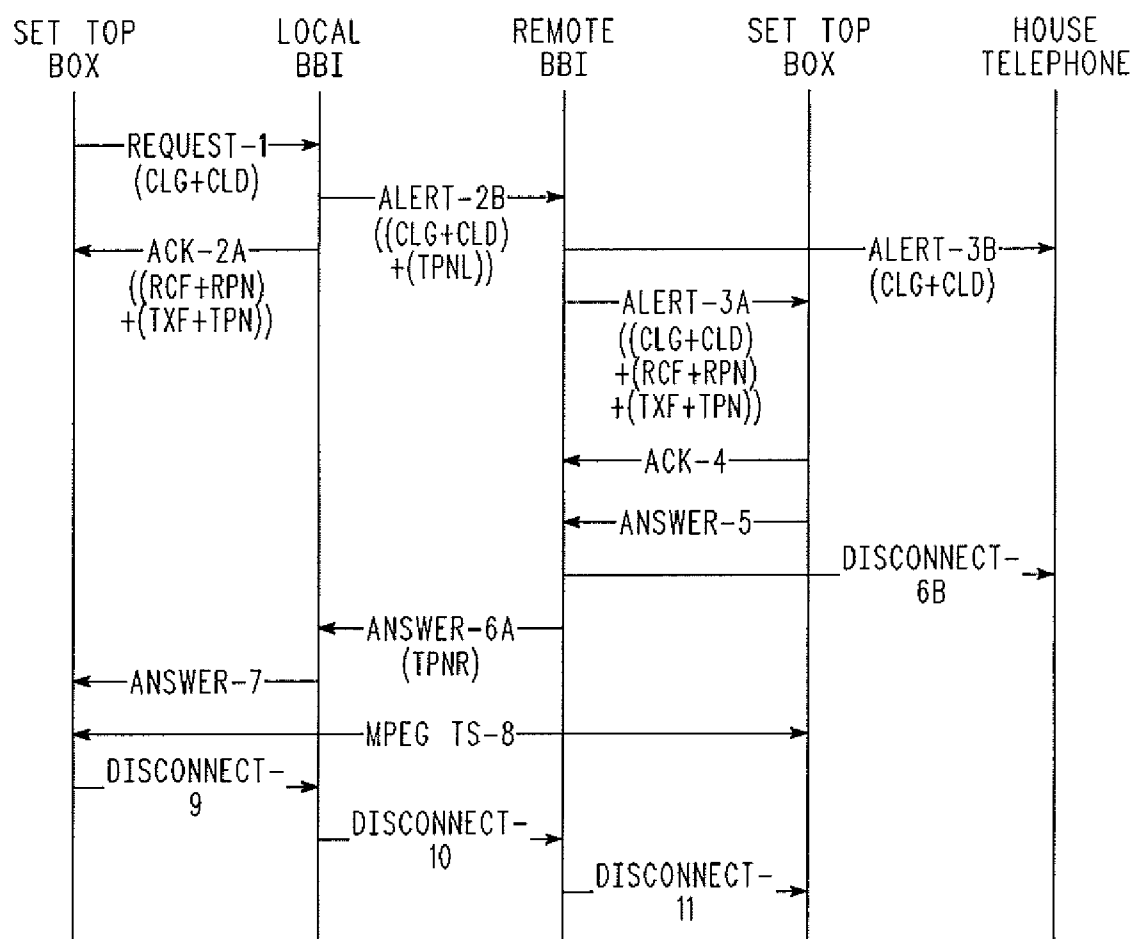 SET TOP
BOX
LOCAL
BBI
REMOTE
BBI
SET TOP
BOX
HOUSE
TELEPHONE
REQUEST-1
(CLG+CLD)
ALERT-2B
((CLG+CLD)
+(TPNL))
ACK-2A
((RCF+RPN)
+(TXF+TPN))
ALERT-3B
(CLG+CLD)
ALERT-3A
((CLG+CLD)
+(RCF+RPN)
+(TXF+TPN))
ACK-4
ANSWER-5
DISCONNECT-
6B
ANSWER-6A
(TPNR)
ANSWER-7
MPEG TS-8
DISCONNECT-
9
DISCONNECT-
10
DISCONNECT-
11